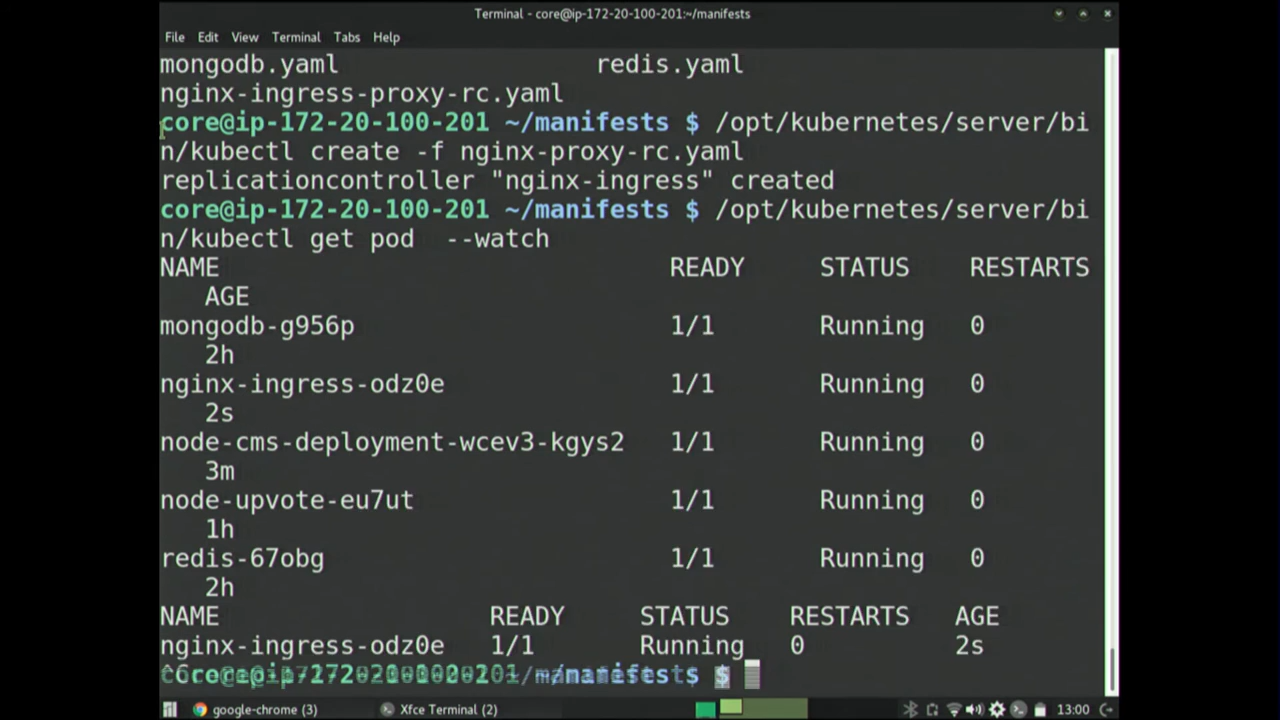 Terminal - core@ip-172-20-100-201:~/manifests
File Edit View Terminal Tabs Help
mongodb.yaml redis.yaml
nginx-ingress-proxy-rc.yaml
core@ip-172-20-100-201 ~/manifests $ /opt/kubernetes/server/bi
n/kubectl create -f nginx-proxy-rc.yaml
replicationcontroller "nginx-ingress" created
core@ip-172-20-100-201 ~/manifests $ /opt/kubernetes/server/bi
n/kubectl get pod --watch
NAME READY STATUS RESTARTS
AGE
mongodb-g956p 1/1 Running 0
2h
nginx-ingress-odz0e 1/1 Running 0
2s
node-cms-deployment-wcev3-kgys2 1/1 Running 0
3m
node-upvote-eu7ut 1/1 Running 0
1h
redis-67obg 1/1 Running 0
2h
NAME READY STATUS RESTARTS AGE
nginx-ingress-odz0e 1/1 Running 0 2s
$
google-chrome (3) Xfce Terminal (2) 13:00